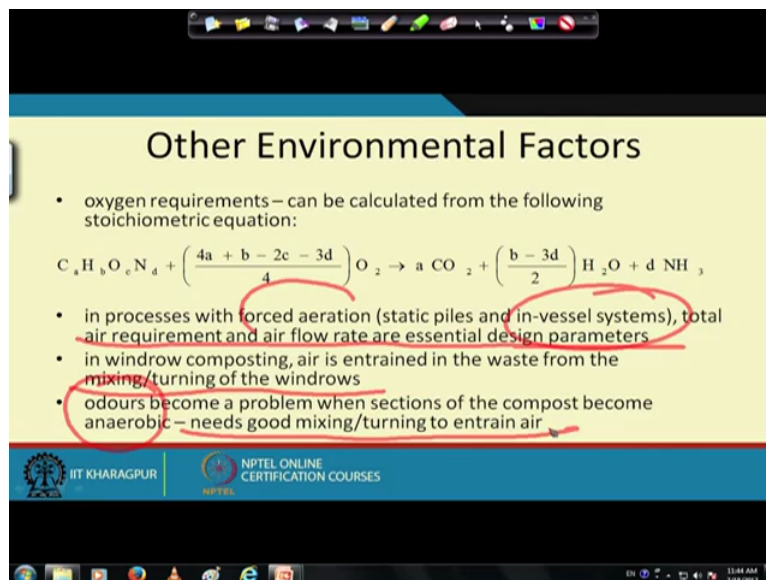 Other Environmental Factors
• oxygen requirements – can be calculated from the following
stoichiometric equation:
C a H b O c N d + ( 4a + b − 2c − 3d / 4 ) O 2 → a CO 2 + ( b − 3d / 2 ) H 2 O + d NH 3
• in processes with forced aeration (static piles and in-vessel systems), total
air requirement and air flow rate are essential design parameters
• in windrow composting, air is entrained in the waste from the
mixing/turning of the windrows
• odours become a problem when sections of the compost become
anaerobic – needs good mixing/turning to entrain air
IIT KHARAGPUR
NPTEL
NPTEL ONLINE
CERTIFICATION COURSES
EN
11:44 AM